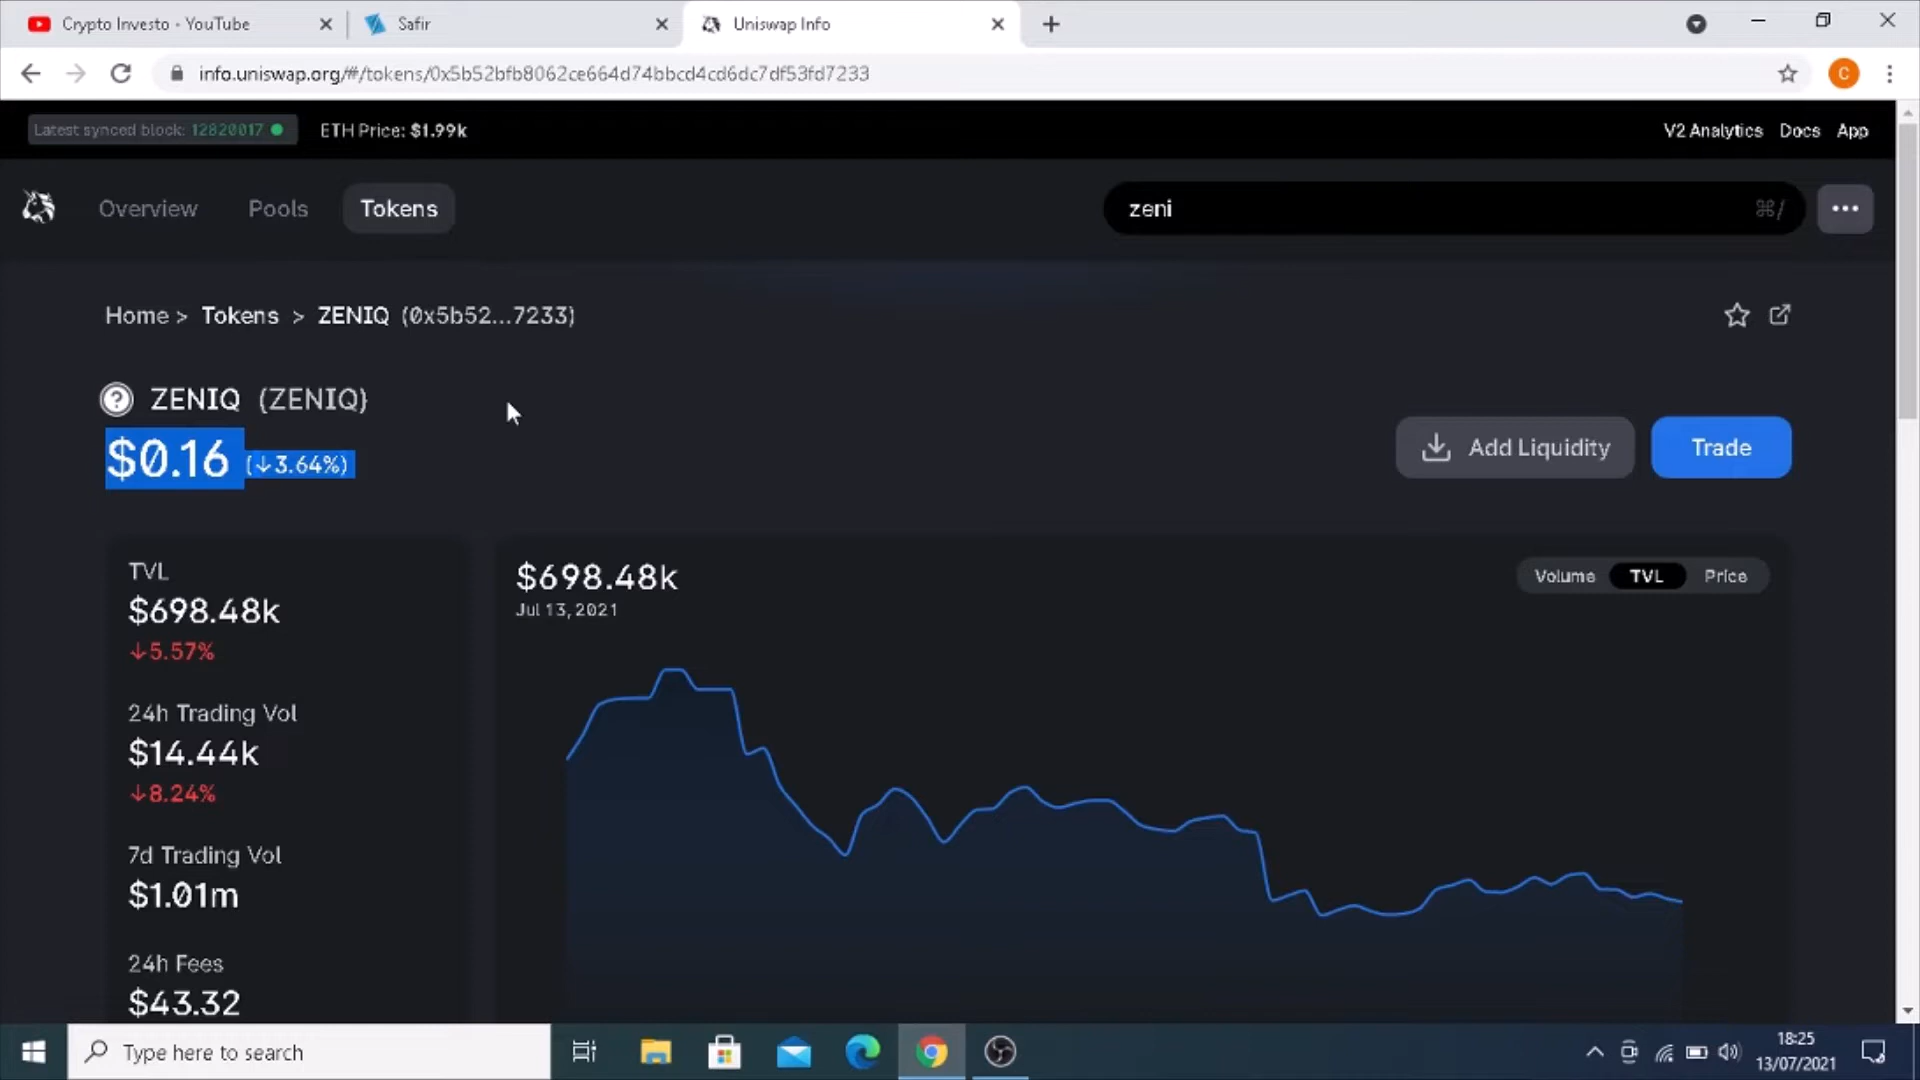 Crypto Investo - YouTube
Safir
Uniswap Info
info.uniswap.org/#/tokens/0x5b52bfb8062ce664d74bbcd4cd6dc7df53fd7233
C
Latest synced block: 12820017
ETH Price: $1.99k
V2 Analytics Docs App
Overview Pools Tokens
zeni
⌘/
Home > Tokens > ZENIQ (0x5b52...7233)
ZENIQ (ZENIQ)
$0.16 (↓3.64%)
Add Liquidity
Trade
TVL
$698.48k
↓5.57%
24h Trading Vol
$14.44k
↓8.24%
7d Trading Vol
$1.01m
24h Fees
$43.32
$698.48k
Jul 13, 2021
Volume TVL Price
Type here to search
18:25
13/07/2021